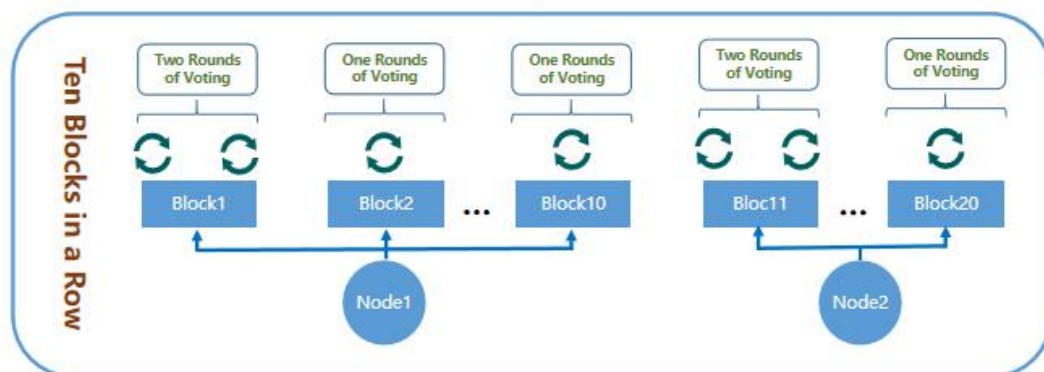 Ten Blocks in a Row
Two Rounds
of Voting
One Rounds
of Voting
One Rounds
of Voting
Two Rounds
of Voting
One Rounds
of Voting
Block1
Block2
...
Block10
Bloc11
...
Block20
Node1
Node2